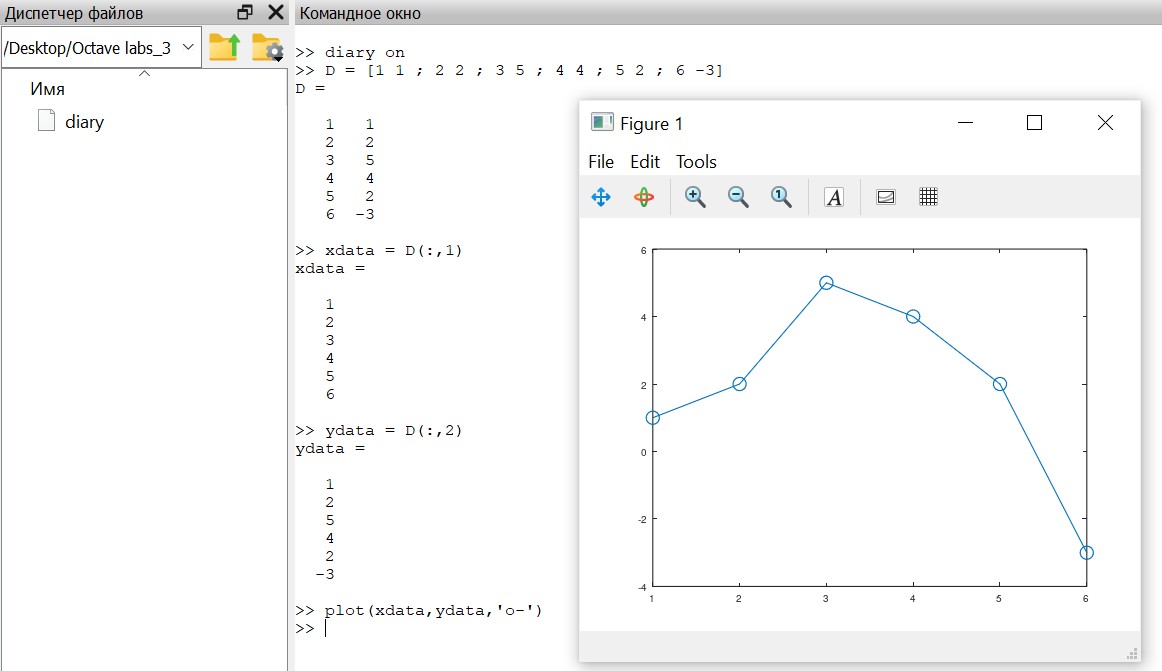 Диспетчер файлов
/Desktop/Octave labs_3
Имя
diary
Командное окно
>> diary on
>> D = [1 1 ; 2 2 ; 3 5 ; 4 4 ; 5 2 ; 6 -3]
D =
1 1
2 2
3 5
4 4
5 2
6 -3
>> xdata = D(:,1)
xdata =
1
2
3
4
5
6
>> ydata = D(:,2)
ydata =
1
2
5
4
2
-3
>> plot(xdata,ydata,'o-')
>>
Figure 1
File Edit Tools
1 A
6
4
2
0
-2
-4
1 2 3 4 5 6